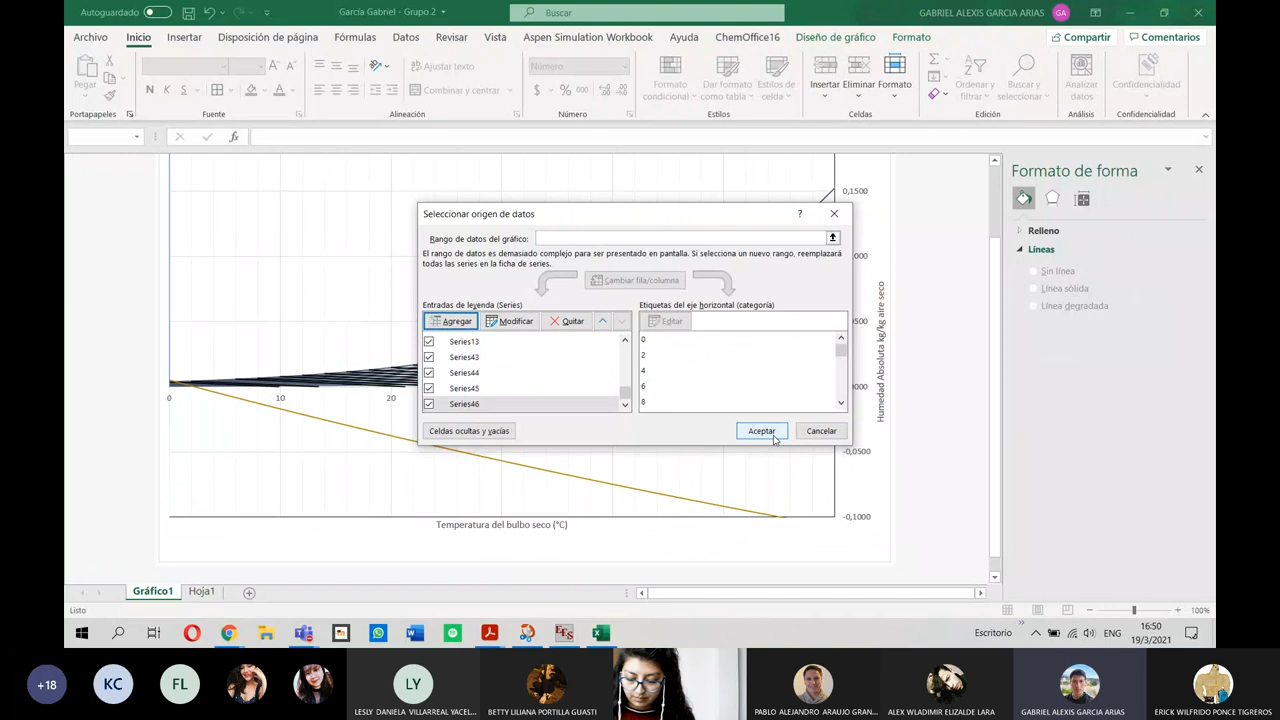 Autoguardado
García Gabriel - Grupo 2
Buscar
GABRIEL ALEXIS GARCIA ARIAS
GA
Archivo
Inicio
Insertar
Disposición de página
Fórmulas
Datos
Revisar
Vista
Aspen Simulation Workbook
Ayuda
ChemOffice16
Diseño de gráfico
Formato
Compartir
Comentarios
Pegar
N K S
Ajustar texto
Combinar y centrar
Número
$ % 000
Formato condicional
Dar formato como tabla
Estilos de celda
Insertar
Eliminar
Formato
Ordenar y filtrar
Buscar y seleccionar
Analizar datos
Confidencialidad
Portapapeles
Fuente
Alineación
Número
Estilos
Celdas
Edición
Análisis
Confidencialidad
fx
Formato de forma
Relleno
Líneas
Sin línea
Línea sólida
Línea degradada
Seleccionar origen de datos
?
Rango de datos del gráfico:
El rango de datos es demasiado complejo para ser presentado en pantalla. Si selecciona un nuevo rango, reemplazará
todas las series en la ficha de series.
Cambiar fila/columna
Entradas de leyenda (Series)
Etiquetas del eje horizontal (categoría)
Agregar
Modificar
Quitar
Editar
Series13
Series43
Series44
Series45
Series46
0
2
4
6
8
Celdas ocultas y vacías
Aceptar
Cancelar
0,1500
-0,0500
-0,1000
Humedad Absoluta kg/kg aire seco
0
10
20
Temperatura del bulbo seco (°C)
Gráfico1
Hoja1
Listo
100%
Escritorio
ENG
16:50
19/3/2021
+18
KC
FL
LY
LESLY DANIELA VILLARREAL YACEL...
BETTY LILIANA PORTILLA GUASTI
PABLO ALEJANDRO ARAUJO GRAN...
ALEX WLADIMIR ELIZALDE LARA
GABRIEL ALEXIS GARCIA ARIAS
ERICK WILFRIDO PONCE TIGREROS